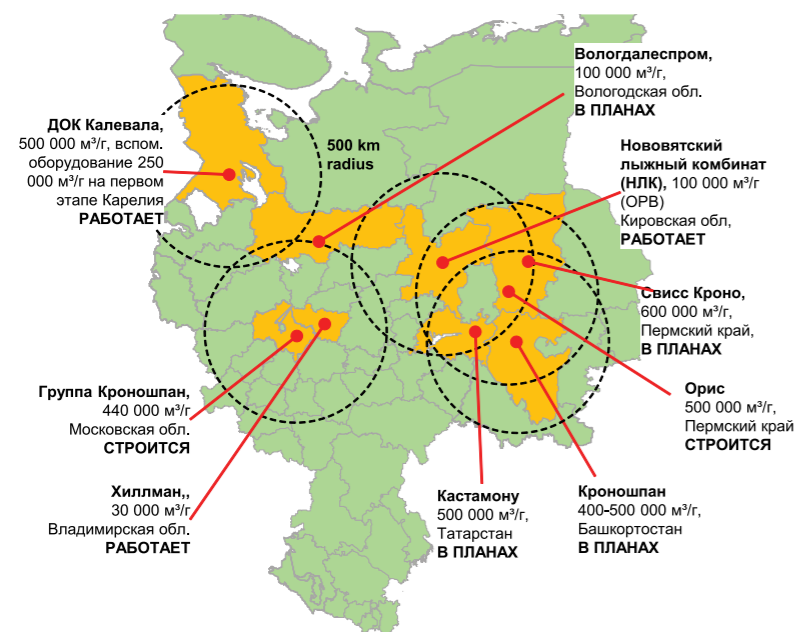 Вологдалеспром,
100 000 м³/г,
Вологодская обл.
В ПЛАНАХ
ДОК Калевала,
500 000 м³/г, вспом.
оборудование 250
000 м³/г на первом
этапе Карелия
РАБОТАЕТ
500 km
radius
Нововятский
лыжный комбинат
(НЛК), 100 000 м³/г
(ОРВ)
Кировская обл,
РАБОТАЕТ
Свисс Кроно,
600 000 м³/г,
Пермский край,
В ПЛАНАХ
Орис
500 000 м³/г,
Пермский край
СТРОИТСЯ
Группа Кроношпан,
440 000 м³/г
Московская обл.
СТРОИТСЯ
Хиллман,,
30 000 м³/г
Владимирская обл.
РАБОТАЕТ
Кастамону
500 000 м³/г,
Татарстан
В ПЛАНАХ
Кроношпан
400-500 000 м³/г,
Башкортостан
В ПЛАНАХ